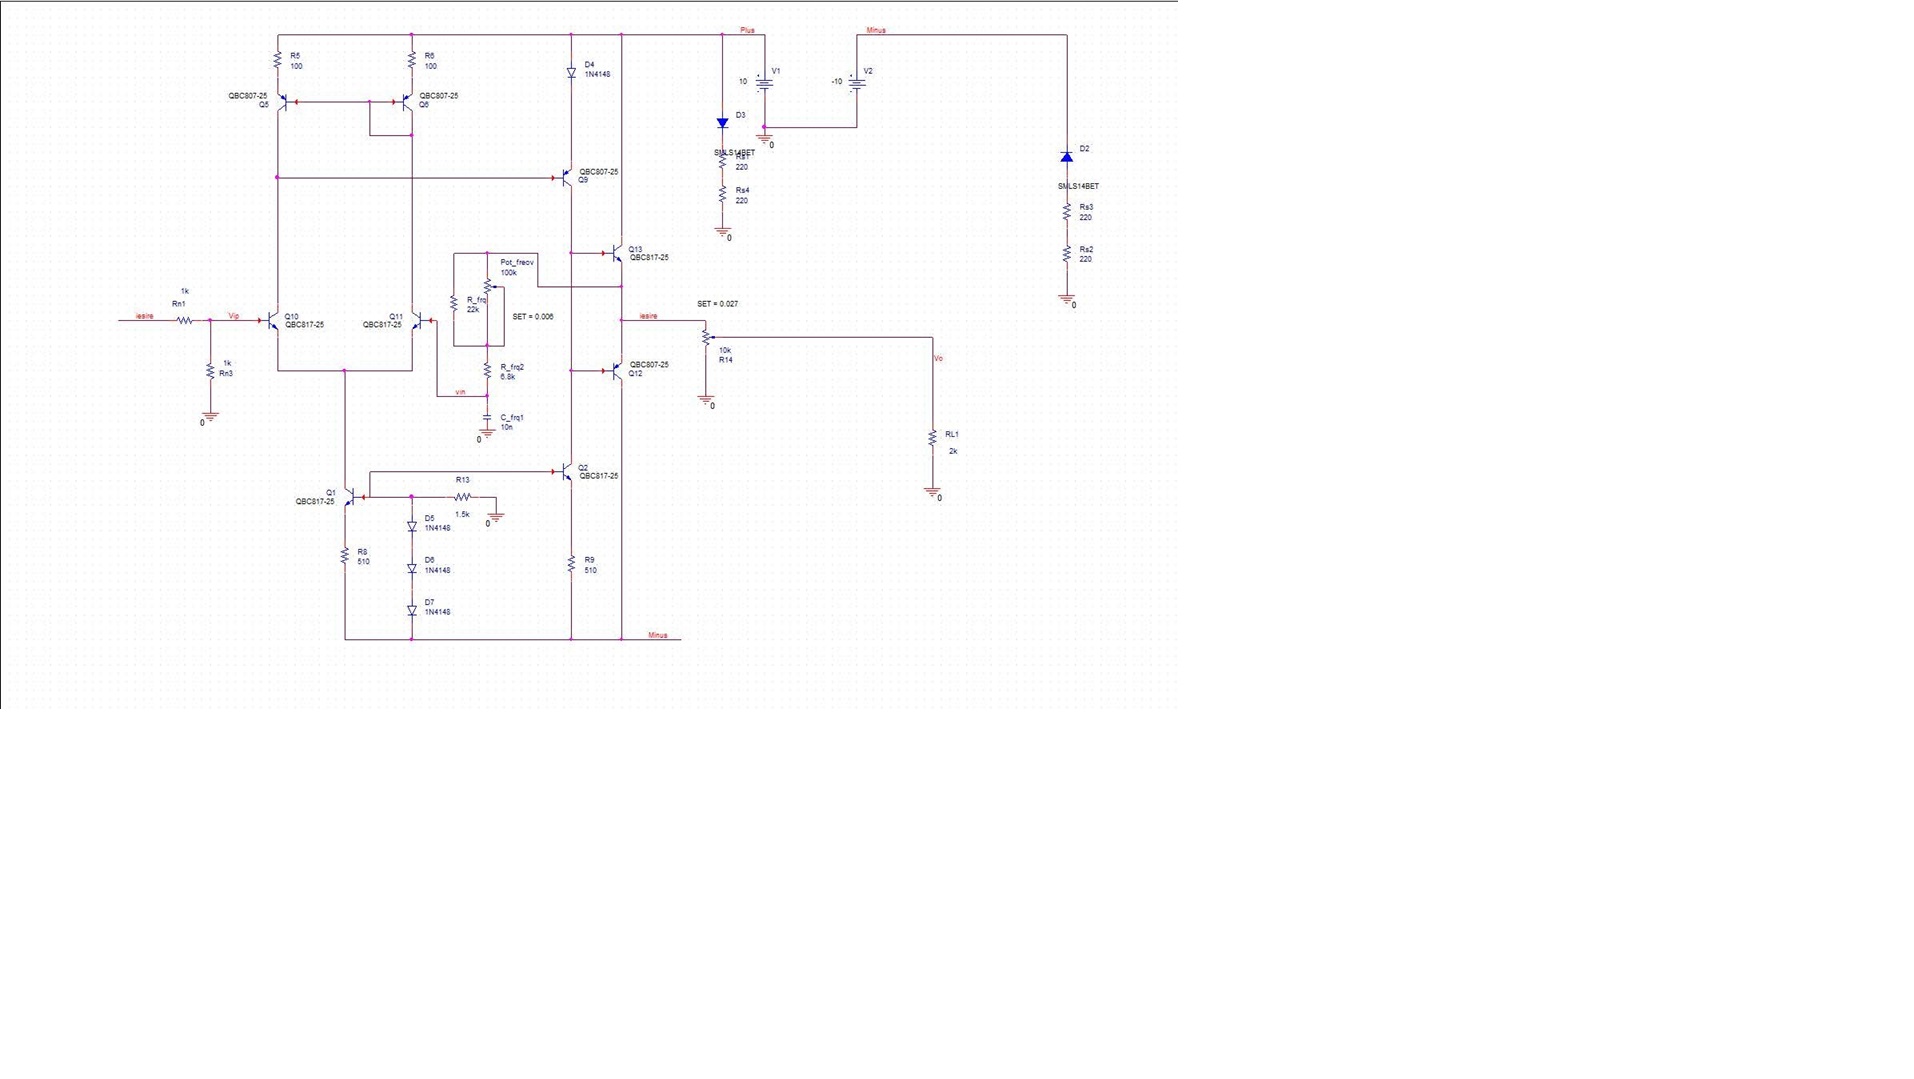 Plus
Minus
R5
100
R6
100
D4
1N4148
V1
10
V2
-10
QBC807-25
Q5
QBC807-25
Q6
D3
0
SMLS14BET
220
D2
SMLS14BET
QBC807-25
Q9
Rs4
220
Rs3
220
0
Q13
QBC817-25
Rs2
220
Pot_frecv
100k
1k
Rn1
R_frq
22k
SET = 0.006
SET = 0.027
0
iesire
Vip
Q10
QBC817-25
Q11
QBC817-25
iesire
10k
R14
Vo
1k
Rn3
R_frq2
6.8k
QBC807-25
Q12
vin
0
C_frq1
10n
0
0
RL1
2k
Q2
QBC817-25
R13
1.5k
0
Q1
QBC817-25
0
D5
1N4148
R8
510
D6
1N4148
R9
510
D7
1N4148
Minus